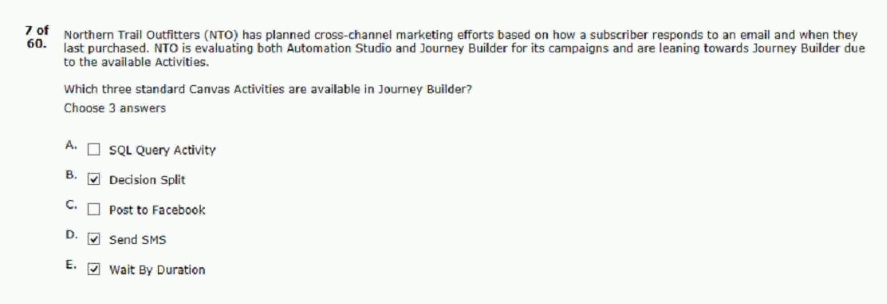 7 of
60.
Northern Trail Outfitters (NTO) has planned cross-channel marketing efforts based on how a subscriber responds to an email and when they
last purchased. NTO is evaluating both Automation Studio and Journey Builder for its campaigns and are leaning towards Journey Builder due
to the available Activities.
Which three standard Canvas Activities are available in Journey Builder?
Choose 3 answers
A. SQL Query Activity
B. Decision Split
C. Post to Facebook
D. Send SMS
E. Wait By Duration